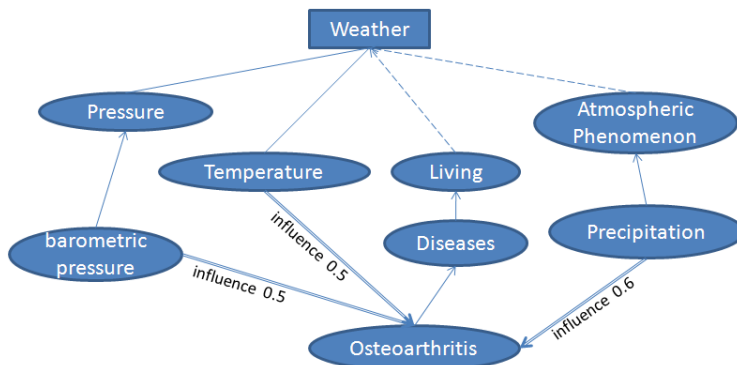 Weather
Pressure
Atmospheric
Phenomenon
Temperature
Living
barometric
pressure
Diseases
Precipitation
influence 0.5
influence 0.5
influence 0.6
Osteoarthritis